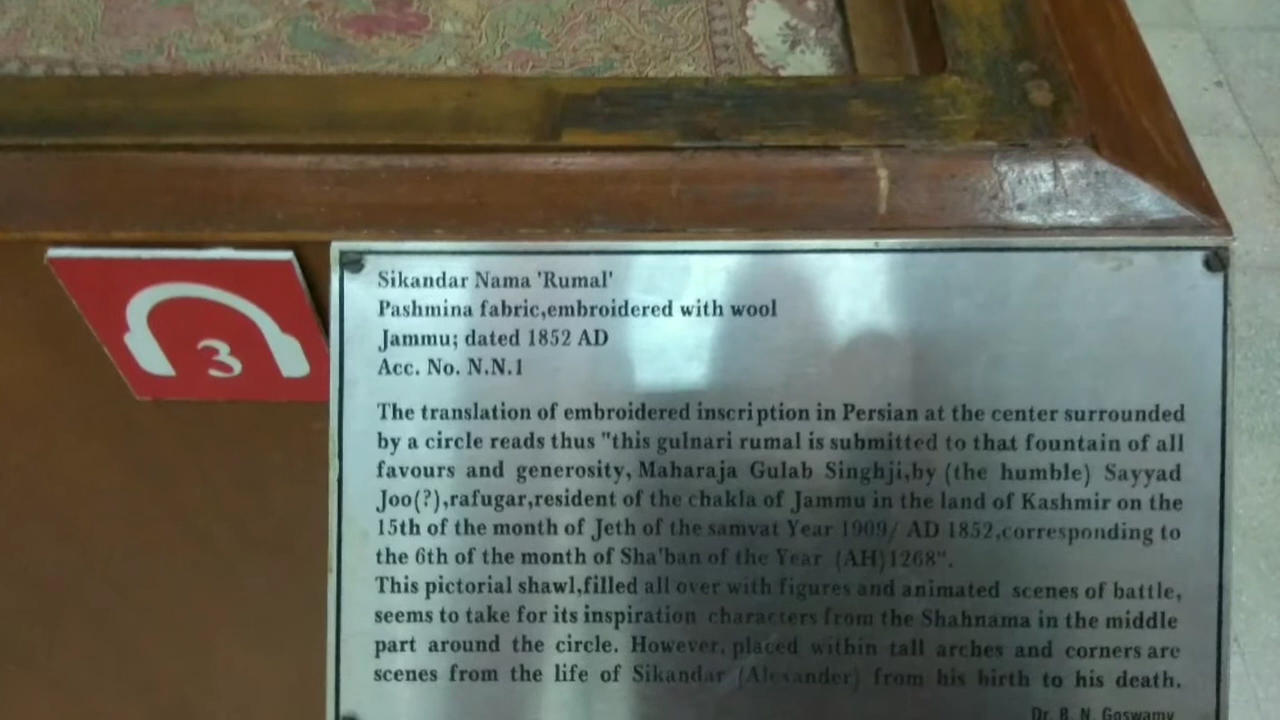 3
Sikandar Nama 'Rumal'
Pashmina fabric,embroidered with wool
Jammu; dated 1852 AD
Acc. No. N.N.1
The translation of embroidered inscription in Persian at the center surrounded
by a circle reads thus "this gulnari rumal is submitted to that fountain of all
favours and generosity, Maharaja Gulab Singhji,by (the humble) Sayyad
Joo(?),rafugar,resident of the chakla of Jammu in the land of Kashmir on the
15th of the month of Jeth of the samvat Year 1909/ AD 1852,corresponding to
the 6th of the month of Sha'ban of the Year (AH)1268".
This pictorial shawl,filled all over with figures and animated scenes of battle,
seems to take for its inspiration characters from the Shahnama in the middle
part around the circle. However, placed within tall arches and corners are
scenes from the life of Sikandar (Alexander) from his birth to his death.
Dr. B. N. Goswamy